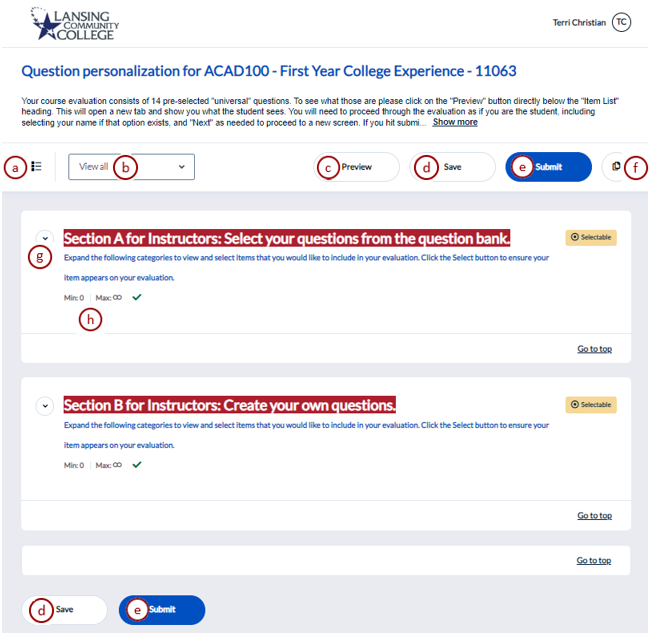 LANSING
COMMUNITY
COLLEGE
Terri Christian TC
Question personalization for ACAD100 - First Year College Experience - 11063
Your course evaluation consists of 14 pre-selected "universal" questions. To see what those are please click on the "Preview" button directly below the "Item List"
heading. This will open a new tab and show you what the student sees. You will need to proceed through the evaluation as if you are the student, including
selecting your name if that option exists, and "Next" as needed to proceed to a new screen. If you hit submi... Show more
a View all b c Preview d Save e Submit f
Section A for Instructors: Select your questions from the question bank. Selectable
g
Expand the following categories to view and select items that you would like to include in your evaluation. Click the Select button to ensure your
item appears on your evaluation.
Min: 0 | Max: ∞ ✓
h
Go to top
Section B for Instructors: Create your own questions. Selectable
Expand the following categories to view and select items that you would like to include in your evaluation. Click the Select button to ensure your
item appears on your evaluation.
Min: 0 | Max: ∞ ✓
Go to top
Go to top
d Save e Submit